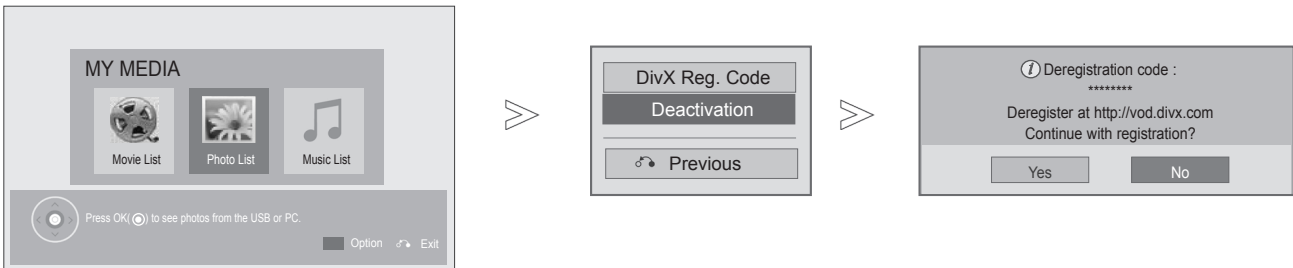 MY MEDIA
Movie List
Photo List
Music List
Press OK( ) to see photos from the USB or PC.
Option
Exit
DivX Reg. Code
Deactivation
Previous
i Deregistration code :
********
Deregister at http://vod.divx.com
Continue with registration?
Yes
No